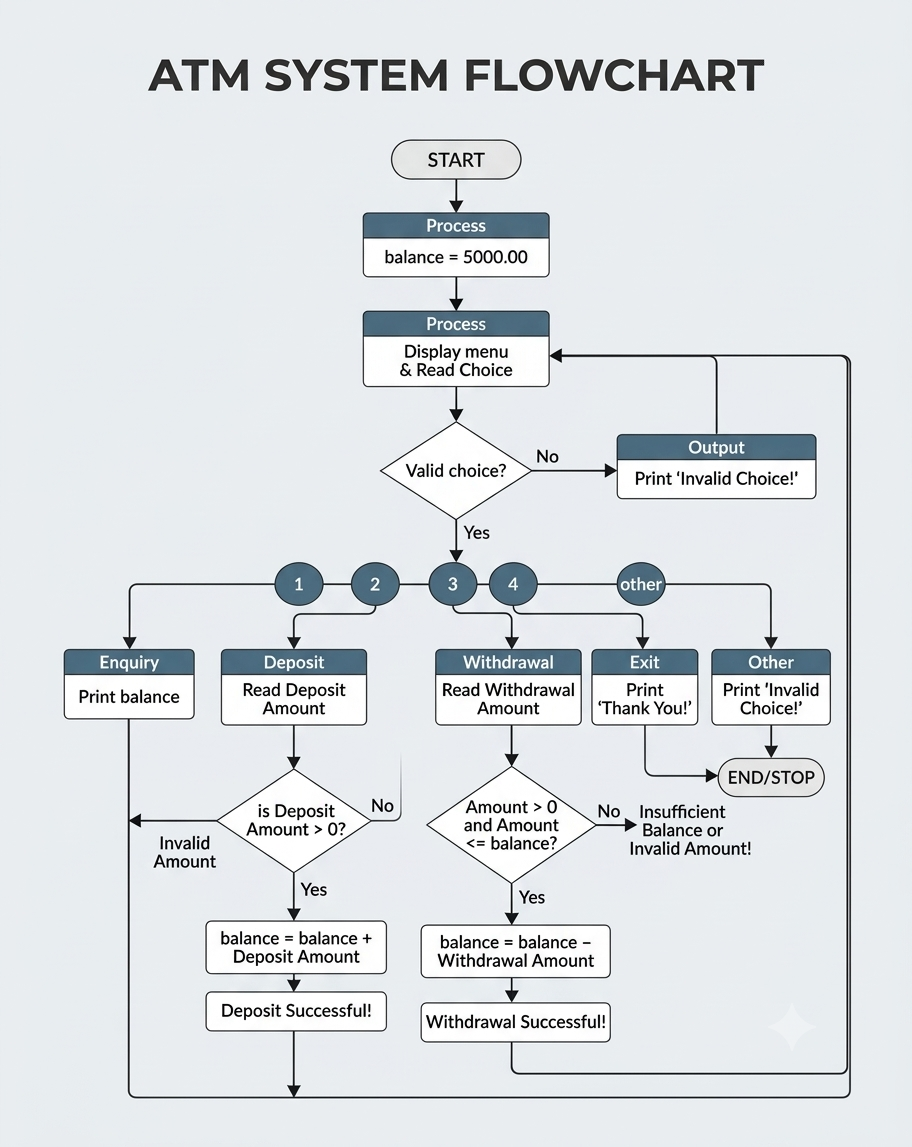 ATM SYSTEM FLOWCHART
START
Process
balance = 5000.00
Process
Display menu
& Read Choice
Valid choice?
No
Output
Print ‘Invalid Choice!’
Yes
1
2
3
4
other
Enquiry
Print balance
Deposit
Read Deposit
Amount
Withdrawal
Read Withdrawal
Amount
Exit
Print
‘Thank You!’
Other
Print ‘Invalid
Choice!’
END/STOP
is Deposit
Amount > 0?
No
Invalid
Amount
Yes
balance = balance +
Deposit Amount
Deposit Successful!
Amount > 0
and Amount
<= balance?
No
Insufficient
Balance or
Invalid Amount!
Yes
balance = balance –
Withdrawal Amount
Withdrawal Successful!